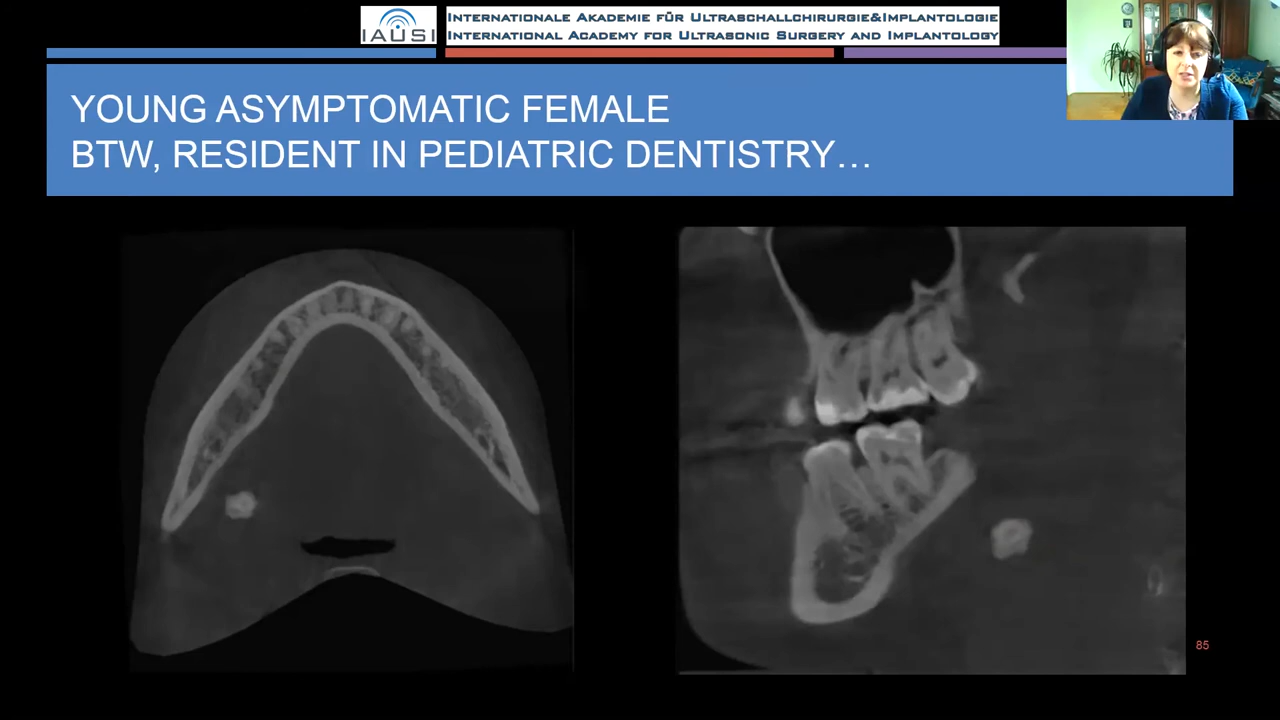 IAUSI
INTERNATIONALE AKADEMIE FÜR ULTRASCHALLCHIRURGIE&IMPLANTOLOGIE
INTERNATIONAL ACADEMY FOR ULTRASONIC SURGERY AND IMPLANTOLOGY
YOUNG ASYMPTOMATIC FEMALE
BTW, RESIDENT IN PEDIATRIC DENTISTRY…
85